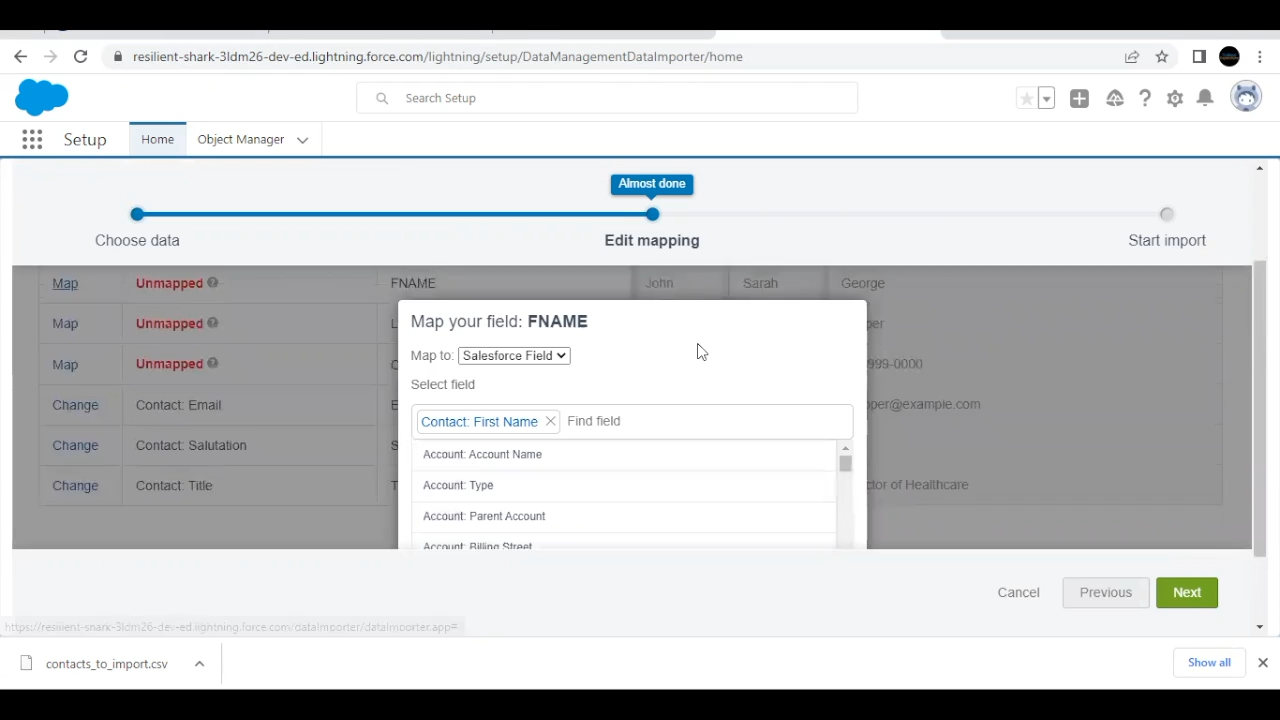 resilient-shark-3ldm26-dev-ed.lightning.force.com/lightning/setup/DataManagementDataImporter/home
Search Setup
Setup
Home
Object Manager
Almost done
Choose data
Edit mapping
Start import
Map Unmapped FNAME John Sarah George
Map your field: FNAME
Map Unmapped
Map to: Salesforce Field
Map Unmapped 999-0000
Select field
Change Contact: Email @example.com
Contact: First Name Find field
Change Contact: Salutation
Account: Account Name
Change Contact: Title of Healthcare
Account: Type
Account: Parent Account
Account: Billing Street
Cancel
Previous
Next
https://resilient-shark-3ldm26-dev-ed.lightning.force.com/dataImporter/dataImporter.app#
contacts_to_import.csv
Show all